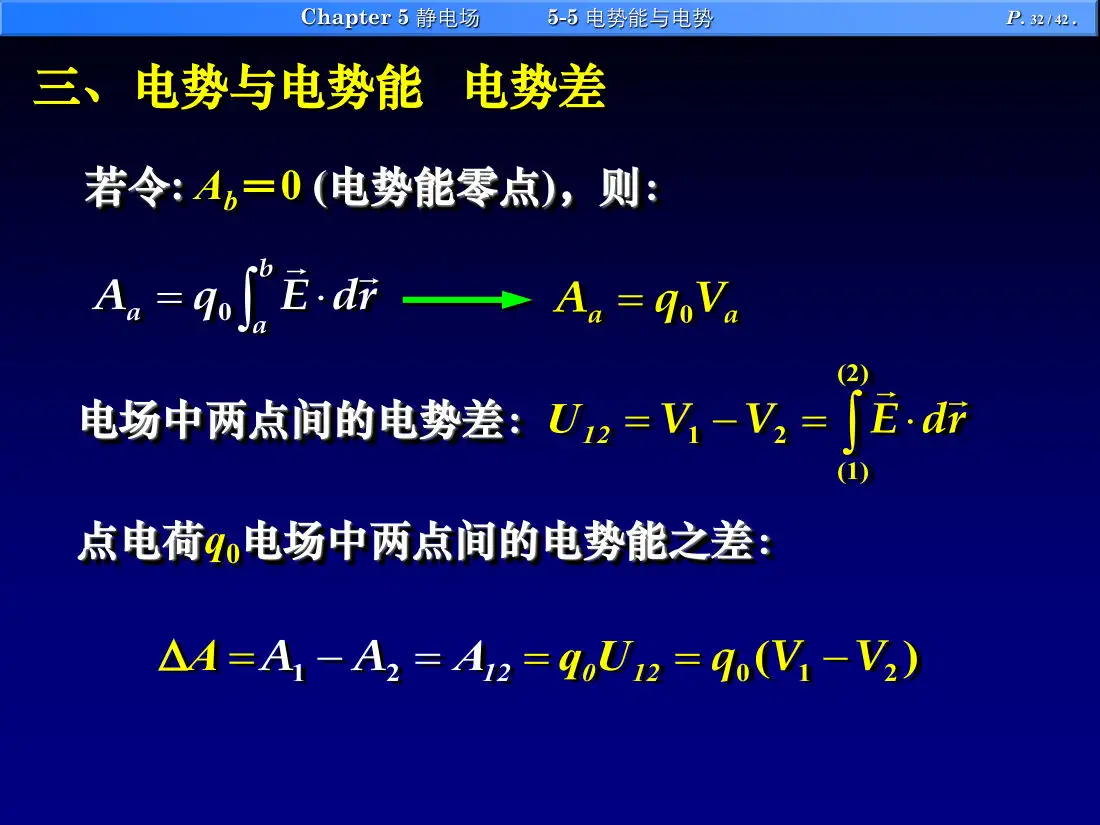 Chapter 5 静电场 5-5 电势能与电势 P. 32 / 42 .
三、电势与电势能 电势差
若令: A_b＝0 (电势能零点)，则：
A_a = q_0 ∫_a^b E⃗ · dr⃗ → A_a = q_0V_a
电场中两点间的电势差：U_12 = V_1 − V_2 = ∫_(1)^(2) E⃗ · dr⃗
点电荷q_0电场中两点间的电势能之差：
ΔA = A_1 − A_2 = A_12 = q_0U_12 = q_0(V_1 − V_2)